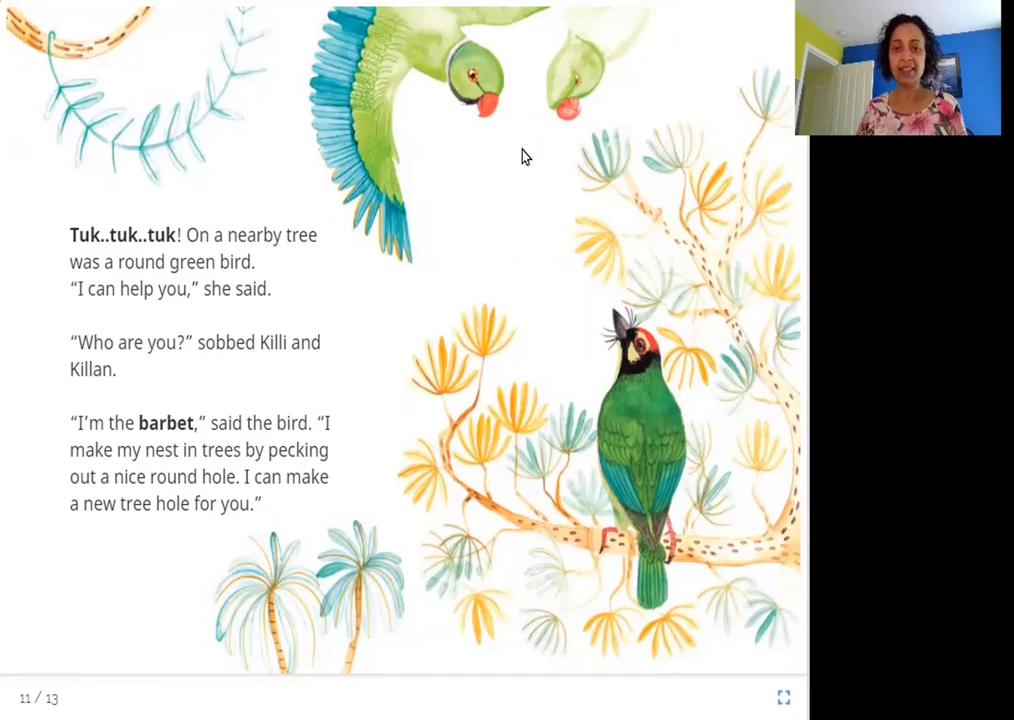 Tuk..tuk..tuk! On a nearby tree
was a round green bird.
“I can help you,” she said.
“Who are you?” sobbed Killi and
Killan.
“I’m the barbet,” said the bird. “I
make my nest in trees by pecking
out a nice round hole. I can make
a new tree hole for you.”
11 / 13